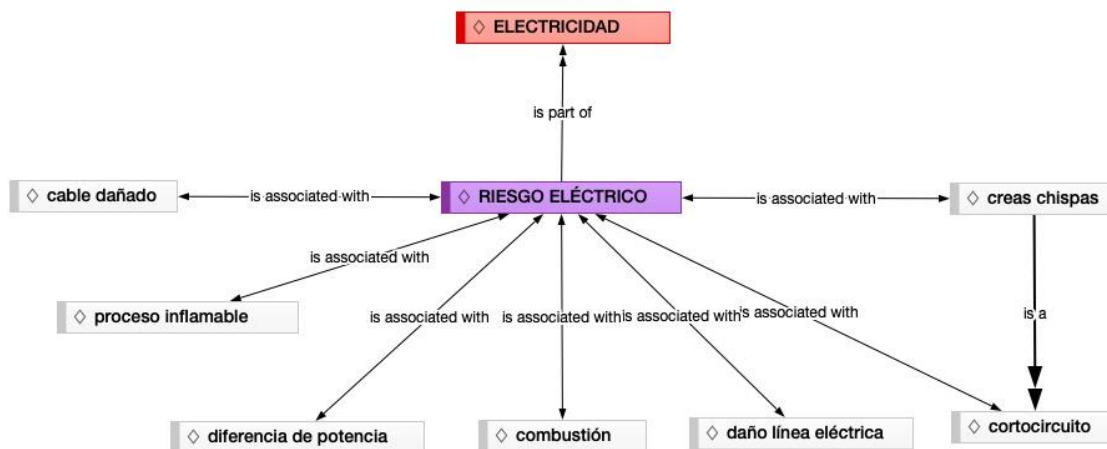 ELECTRICIDAD
is part of
cable dañado
is associated with
RIESGO ELÉCTRICO
is associated with
creas chispas
is associated with
proceso inflamable
is associated with
is associated with
is associated with
is associated with
is a
diferencia de potencia
combustión
daño línea eléctrica
cortocircuito